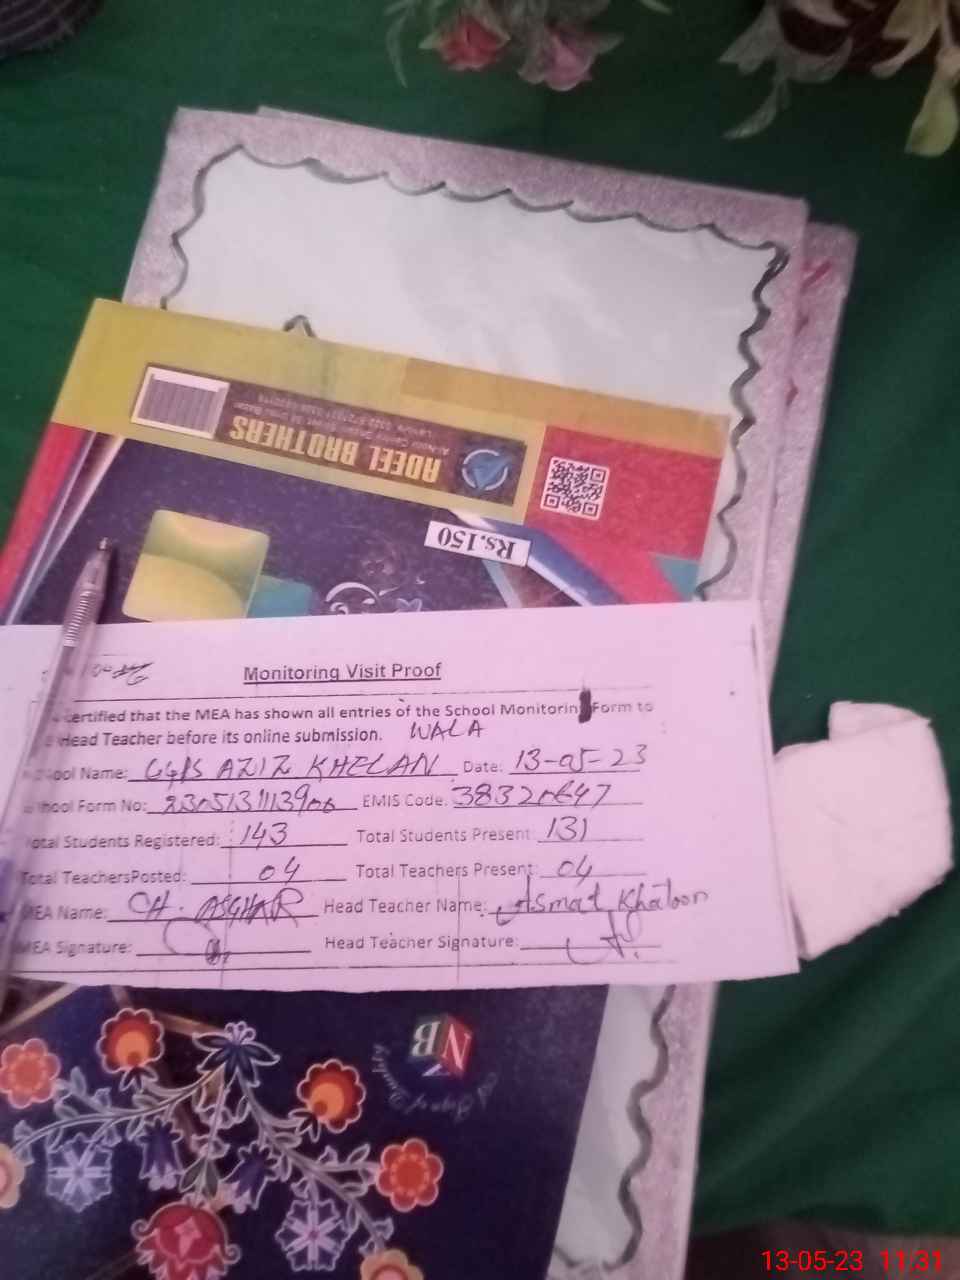 ADEEL BROTHERS
Rs.150
Monitoring Visit Proof
certified that the MEA has shown all entries of the School Monitoring Form to
Head Teacher before its online submission. WALA
School Name: GGPS AZIZ KHELAN Date: 13-05-23
School Form No: EMIS Code:
Total Students Registered: 143 Total Students Present: 131
Total TeachersPosted: 04 Total Teachers Present: 04
MEA Name: CH. ASGHAR Head Teacher Name: Asmat Khatoon
MEA Signature: Head Teacher Signature:
NB
13-05-23 11:31